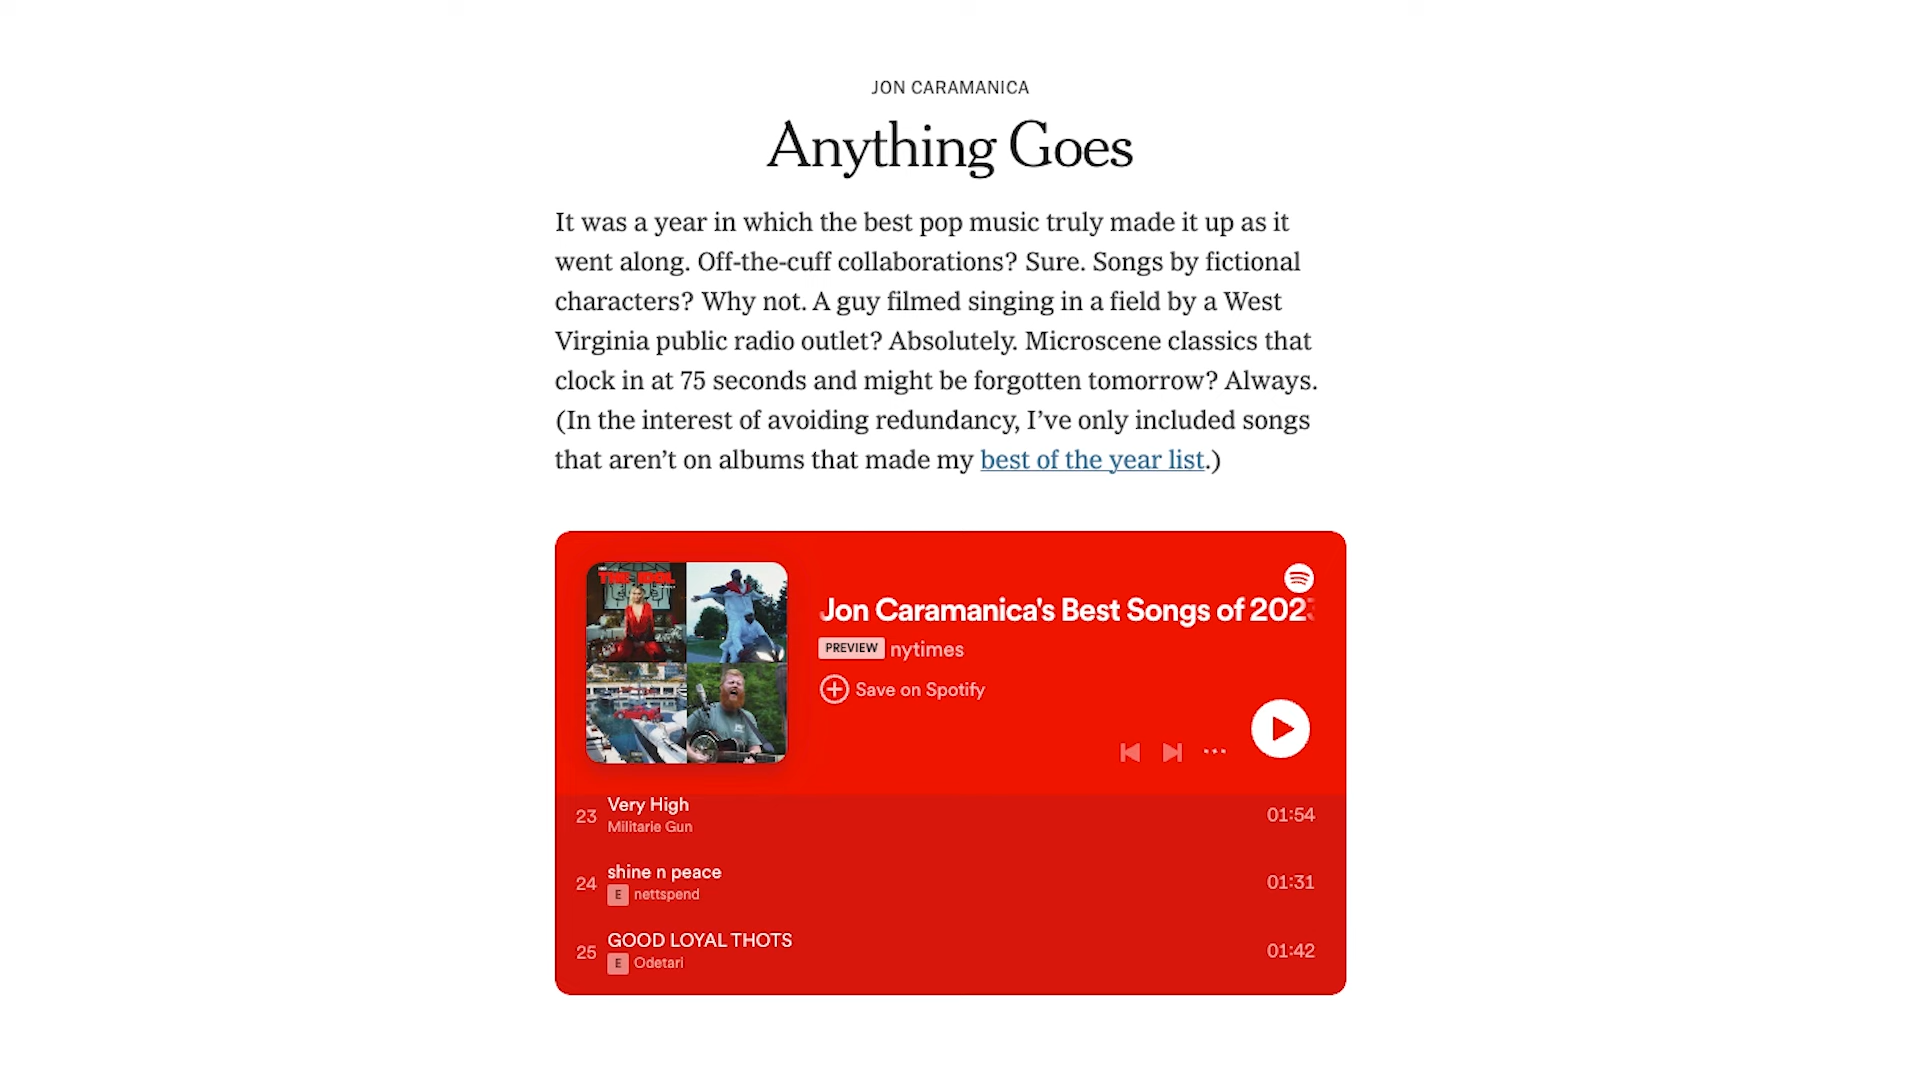 JON CARAMANICA
Anything Goes
It was a year in which the best pop music truly made it up as it
went along. Off-the-cuff collaborations? Sure. Songs by fictional
characters? Why not. A guy filmed singing in a field by a West
Virginia public radio outlet? Absolutely. Microscene classics that
clock in at 75 seconds and might be forgotten tomorrow? Always.
(In the interest of avoiding redundancy, I’ve only included songs
that aren’t on albums that made my best of the year list.)
THE IDOL
Jon Caramanica's Best Songs of 202
PREVIEW nytimes
Save on Spotify
23 Very High 01:54
Militarie Gun
24 shine n peace 01:31
E nettspend
25 GOOD LOYAL THOTS 01:42
E Odetari